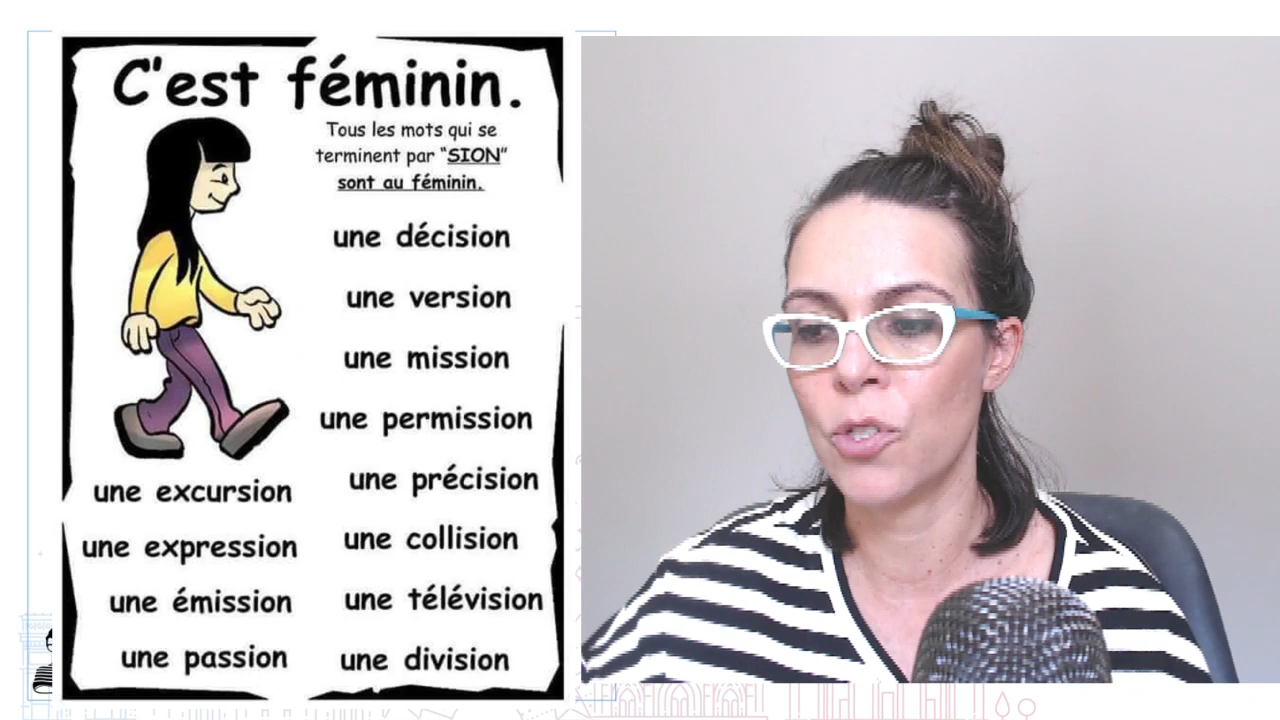 C'est féminin.
Tous les mots qui se
terminent par "SION"
sont au féminin.
une décision
une version
une mission
une permission
une précision
une collision
une télévision
une division
une excursion
une expression
une émission
une passion